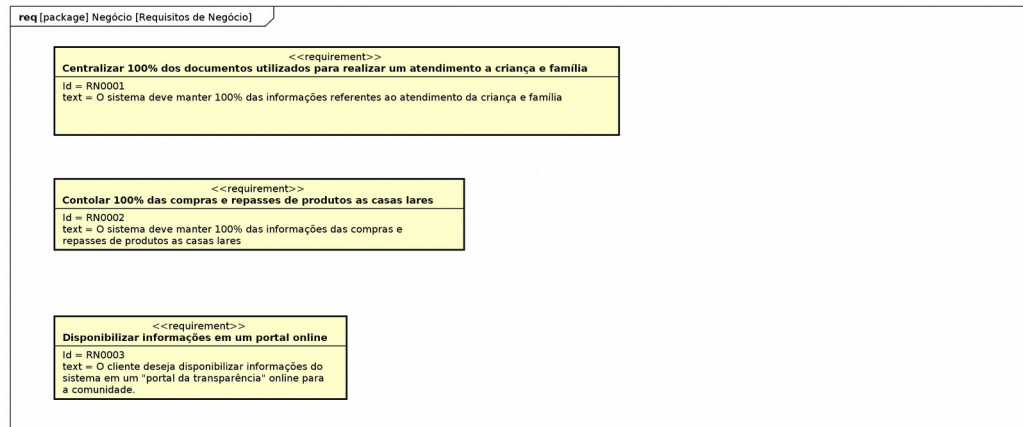 req [package] Negócio [Requisitos de Negócio]
<<requirement>>
Centralizar 100% dos documentos utilizados para realizar um atendimento a criança e família
Id = RN0001
text = O sistema deve manter 100% das informações referentes ao atendimento da criança e família
<<requirement>>
Contolar 100% das compras e repasses de produtos as casas lares
Id = RN0002
text = O sistema deve manter 100% das informações das compras e
repasses de produtos as casas lares
<<requirement>>
Disponibilizar informações em um portal online
Id = RN0003
text = O cliente deseja disponibilizar informações do
sistema em um "portal da transparência" online para
a comunidade.